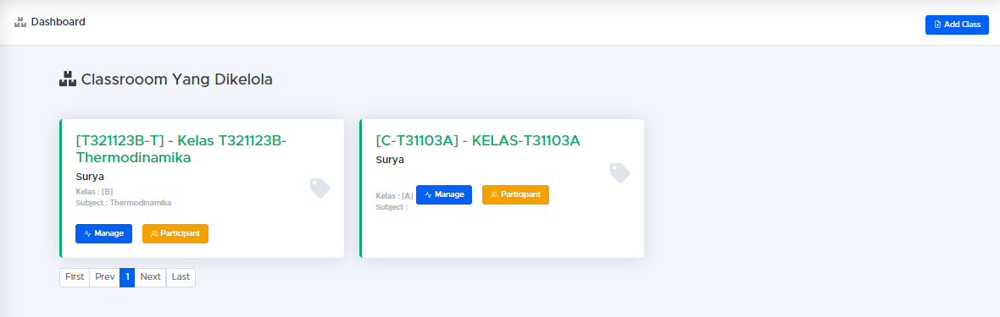 Dashboard
Add Class
Classrooom Yang Dikelola
[T321123B-T] - Kelas T321123B-
Thermodinamika
Surya
Kelas : [B]
Subject : Thermodinamika
Manage
Participant
[C-T31103A] - KELAS-T31103A
Surya
Kelas : [A]
Manage
Participant
Subject :
First Prev 1 Next Last